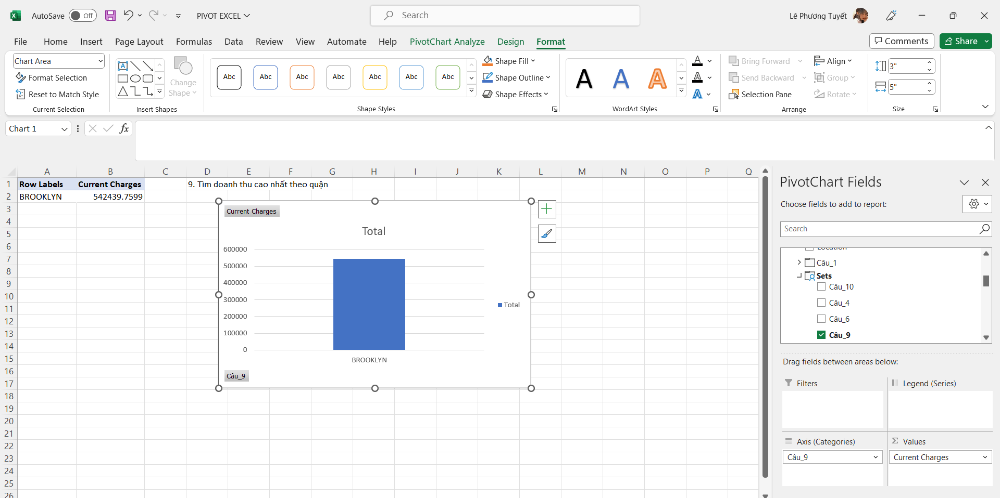 AutoSave Off PIVOT EXCEL Search Lê Phương Tuyết
File Home Insert Page Layout Formulas Data Review View Automate Help PivotChart Analyze Design Format Comments Share
Chart Area
Format Selection
Reset to Match Style
Current Selection
Change
Shape
Insert Shapes
Abc Abc Abc Abc Abc Abc Abc
Shape Fill
Shape Outline
Shape Effects
Shape Styles
A A A
A
A
A
WordArt Styles
Bring Forward
Send Backward
Selection Pane
Align
Group
Rotate
Arrange
3"
5"
Size
Chart 1 fx
A B C D E F G H I J K L M N O P Q
1 Row Labels Current Charges 9. Tìm doanh thu cao nhất theo quận
2 BROOKLYN 542439.7599
3
4
5
6
7
8
9
10
11
12
13
14
15
16
17
18
19
20
21
22
23
24
25
26
Current Charges
Total
600000
500000
400000
300000
200000
100000
0
BROOKLYN
Total
Câu_9
PivotChart Fields
Choose fields to add to report:
Search
Location
Câu_1
Sets
Câu_10
Câu_4
Câu_6
Câu_9
Drag fields between areas below:
Filters
Legend (Series)
Axis (Categories)
Câu_9
Σ Values
Current Charges